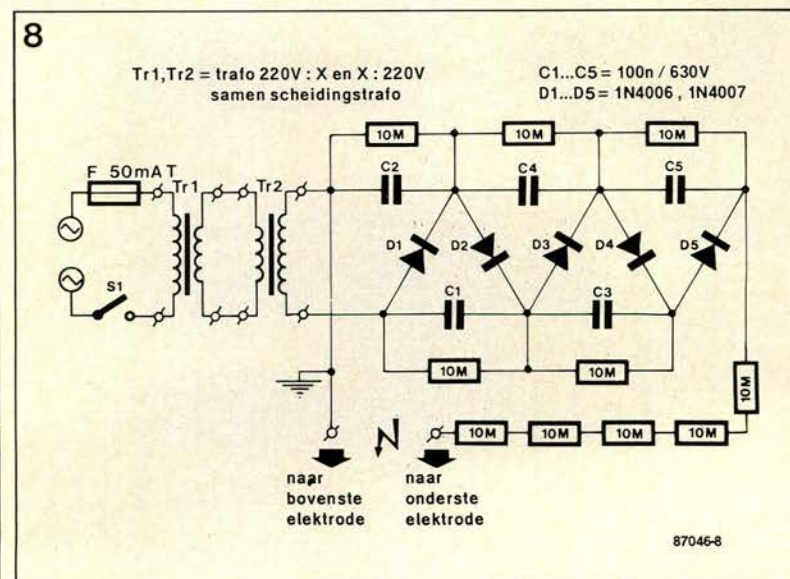 8
Tr1,Tr2 = trafo 220V : X en X : 220V
samen scheidingstrafo
C1...C5 = 100n / 630V
D1...D5 = 1N4006 , 1N4007
F 50mA T
Tr1
Tr2
S1
10M
10M
10M
C2
C4
C5
D1
D2
D3
D4
D5
C1
C3
10M
10M
10M
10M
10M
10M
10M
naar
bovenste
elektrode
naar
onderste
elektrode
87046-8